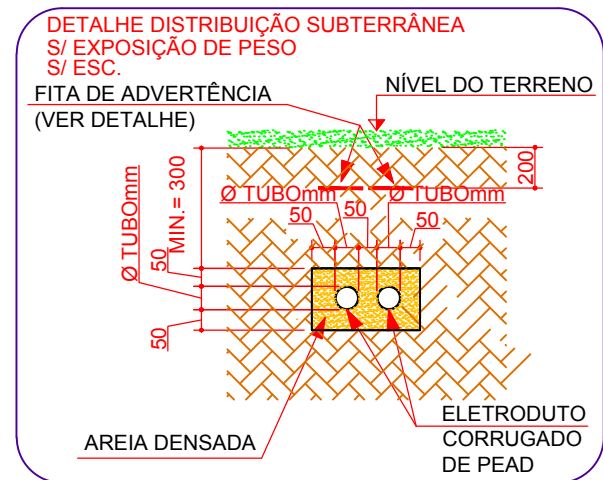 DETALHE DISTRIBUIÇÃO SUBTERRÂNEA
S/ EXPOSIÇÃO DE PESO
S/ ESC.
FITA DE ADVERTÊNCIA
(VER DETALHE)
NÍVEL DO TERRENO
200
MIN.= 300
Ø TUBOmm
Ø TUBOmm
50
50
50
Ø TUBOmm
50
50
AREIA DENSADA
ELETRODUTO
CORRUGADO
DE PEAD